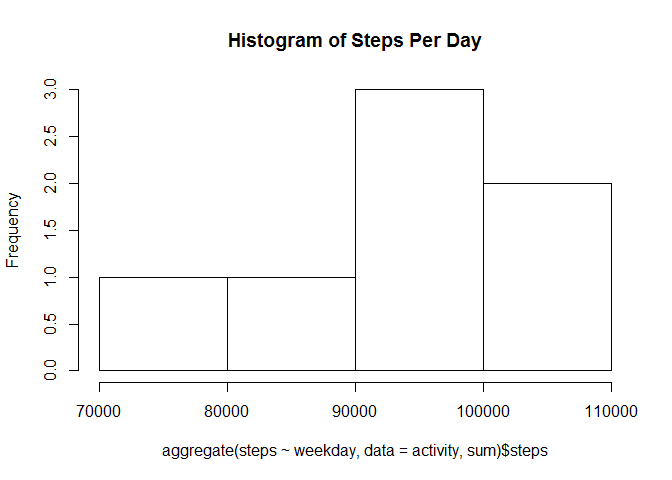 Histogram of Steps Per Day
Frequency
3.0
2.5
2.0
1.5
1.0
0.5
0.0
70000 80000 90000 100000 110000
aggregate(steps ~ weekday, data = activity, sum)$steps